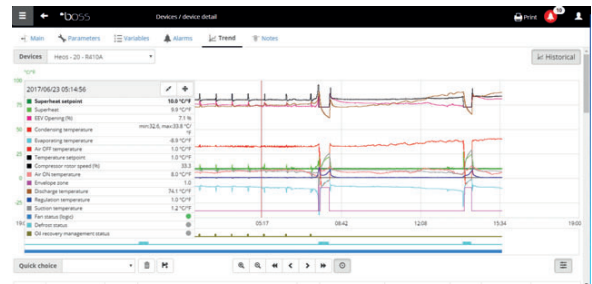 boss
Devices / device detail
Print
10
Main
Parameters
Variables
Alarms
Trend
Notes
Devices
Heos - 20 - R410A
Historical
°C/°F
100
75
50
25
0
-25
2017/06/23 05:14:56
Superheat setpoint 10.0 °C/°F
Superheat 9.9 °C/°F
EEV Opening (%) 7.1 %
Condensing temperature min:32.6, max:33.8 °C/
°F
Evaporating temperature -8.9 °C/°F
Air OFF temperature 1.0 °C/°F
Temperature setpoint 1.0 °C/°F
Compressor rotor speed (%) 33.3
Air ON temperature 8.0 °C/°F
Envelope zone 1.0
Discharge temperature 74.1 °C/°F
Regulation temperature 1.0 °C/°F
Suction temperature 1.2 °C/°F
Fan status (logic)
Defrost status
Oil recovery management status
05:17
08:42
12:08
15:34
19:00
Quick choice